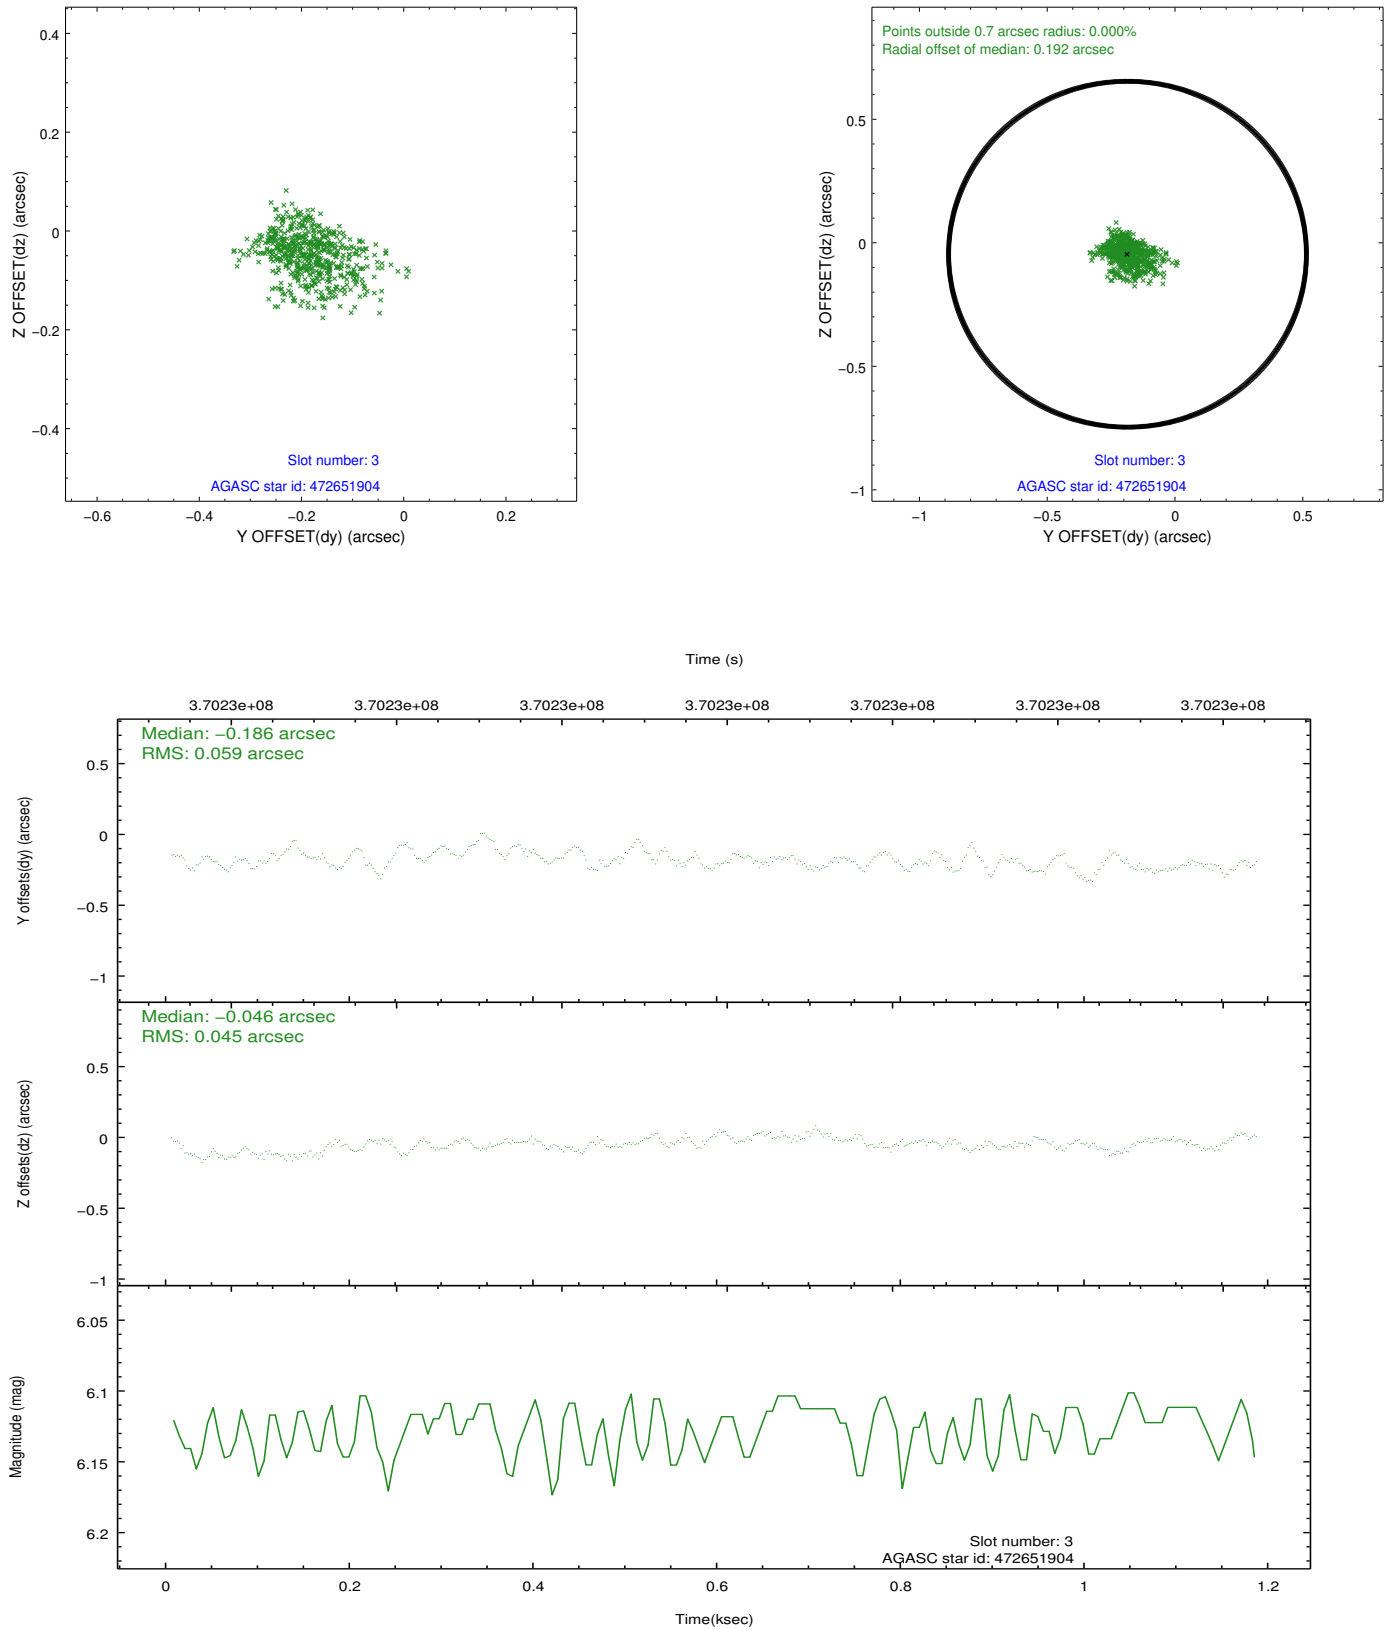 0.4
0.2
0
−0.2
−0.4
Z OFFSET(dz) (arcsec)
Slot number: 3
AGASC star id: 472651904
−0.6 −0.4 −0.2 0 0.2
Y OFFSET(dy) (arcsec)
Points outside 0.7 arcsec radius: 0.000%
Radial offset of median: 0.192 arcsec
0.5
0
−0.5
−1
Z OFFSET(dz) (arcsec)
Slot number: 3
AGASC star id: 472651904
−1 −0.5 0 0.5
Y OFFSET(dy) (arcsec)
Time (s)
3.7023e+08 3.7023e+08 3.7023e+08 3.7023e+08 3.7023e+08 3.7023e+08 3.7023e+08
Median: −0.186 arcsec
RMS: 0.059 arcsec
0.5
0
−0.5
−1
Y offsets(dy) (arcsec)
Median: −0.046 arcsec
RMS: 0.045 arcsec
0.5
0
−0.5
−1
Z offsets(dz) (arcsec)
6.05
6.1
6.15
6.2
Magnitude (mag)
Slot number: 3
AGASC star id: 472651904
0 0.2 0.4 0.6 0.8 1 1.2
Time(ksec)